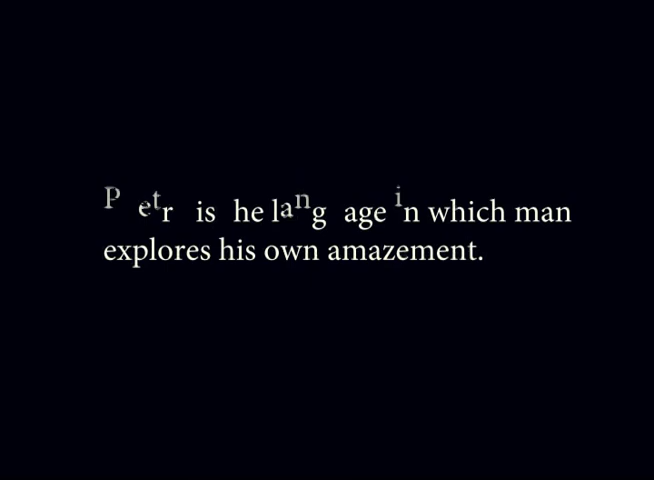 P etr is he lang age in which man
explores his own amazement.